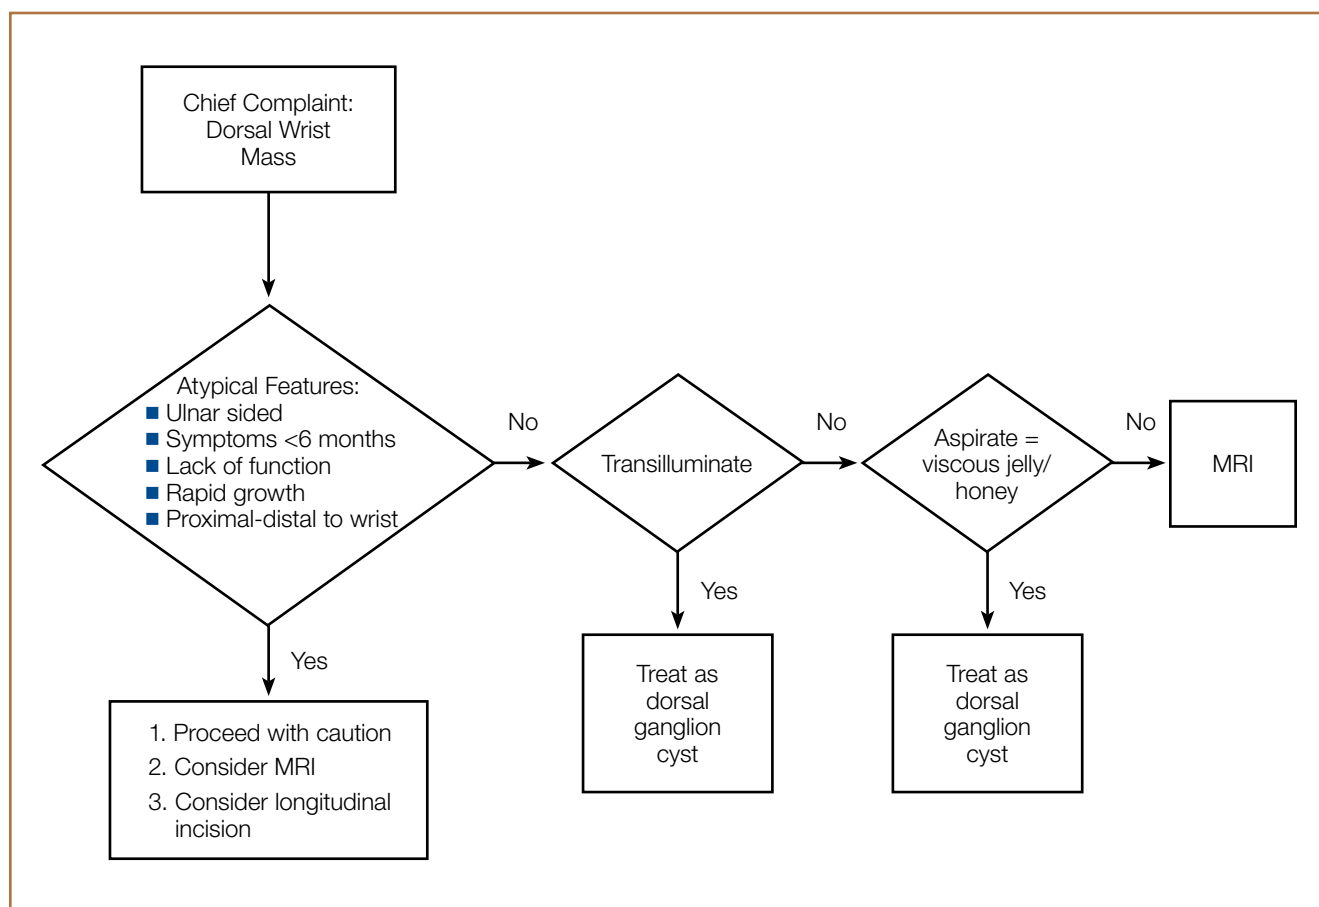 Chief Complaint:
Dorsal Wrist
Mass
Atypical Features:
■ Ulnar sided
■ Symptoms <6 months
■ Lack of function
■ Rapid growth
■ Proximal-distal to wrist
No
Transilluminate
No
Aspirate =
viscous jelly/
honey
No
MRI
Yes
1. Proceed with caution
2. Consider MRI
3. Consider longitudinal
incision
Yes
Treat as
dorsal
ganglion
cyst
Yes
Treat as
dorsal
ganglion
cyst